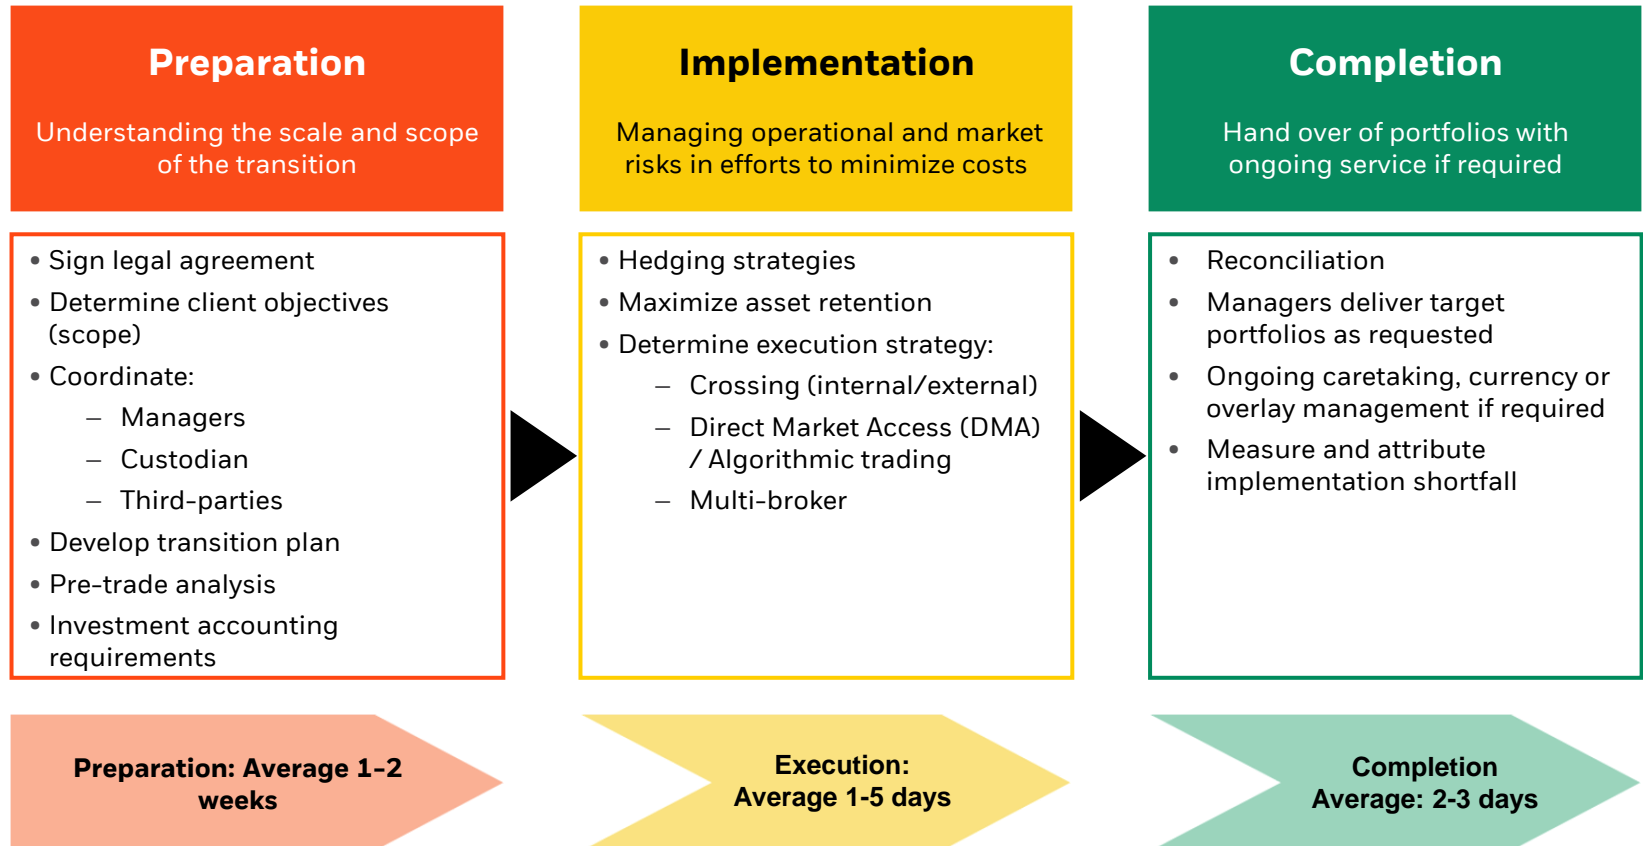 Preparation
Understanding the scale and scope
of the transition
• Sign legal agreement
• Determine client objectives
(scope)
• Coordinate:
– Managers
– Custodian
– Third-parties
• Develop transition plan
• Pre-trade analysis
• Investment accounting
requirements
Preparation: Average 1-2
weeks
Implementation
Managing operational and market
risks in efforts to minimize costs
• Hedging strategies
• Maximize asset retention
• Determine execution strategy:
– Crossing (internal/external)
– Direct Market Access (DMA)
/ Algorithmic trading
– Multi-broker
Execution:
Average 1-5 days
Completion
Hand over of portfolios with
ongoing service if required
• Reconciliation
• Managers deliver target
portfolios as requested
• Ongoing caretaking, currency or
overlay management if required
• Measure and attribute
implementation shortfall
Completion
Average: 2-3 days